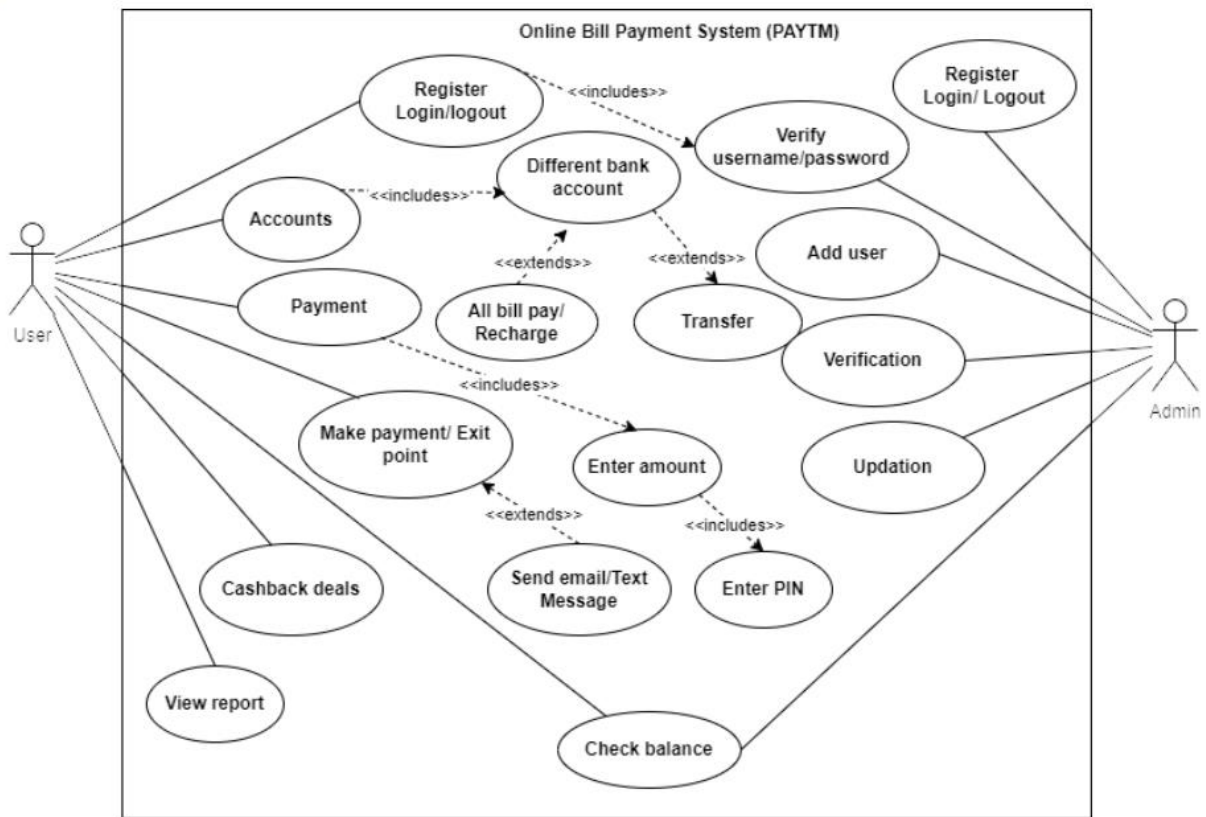 Online Bill Payment System (PAYTM)
Register
Login/logout
<<includes>>
Register
Login/ Logout
Verify
username/password
Different bank
account
<<includes>>
Accounts
Add user
<<extends>>
<<extends>>
User
Payment
All bill pay/
Recharge
Transfer
Verification
Admin
<<includes>>
Make payment/ Exit
point
Enter amount
Updation
<<extends>>
<<includes>>
Cashback deals
Send email/Text
Message
Enter PIN
View report
Check balance